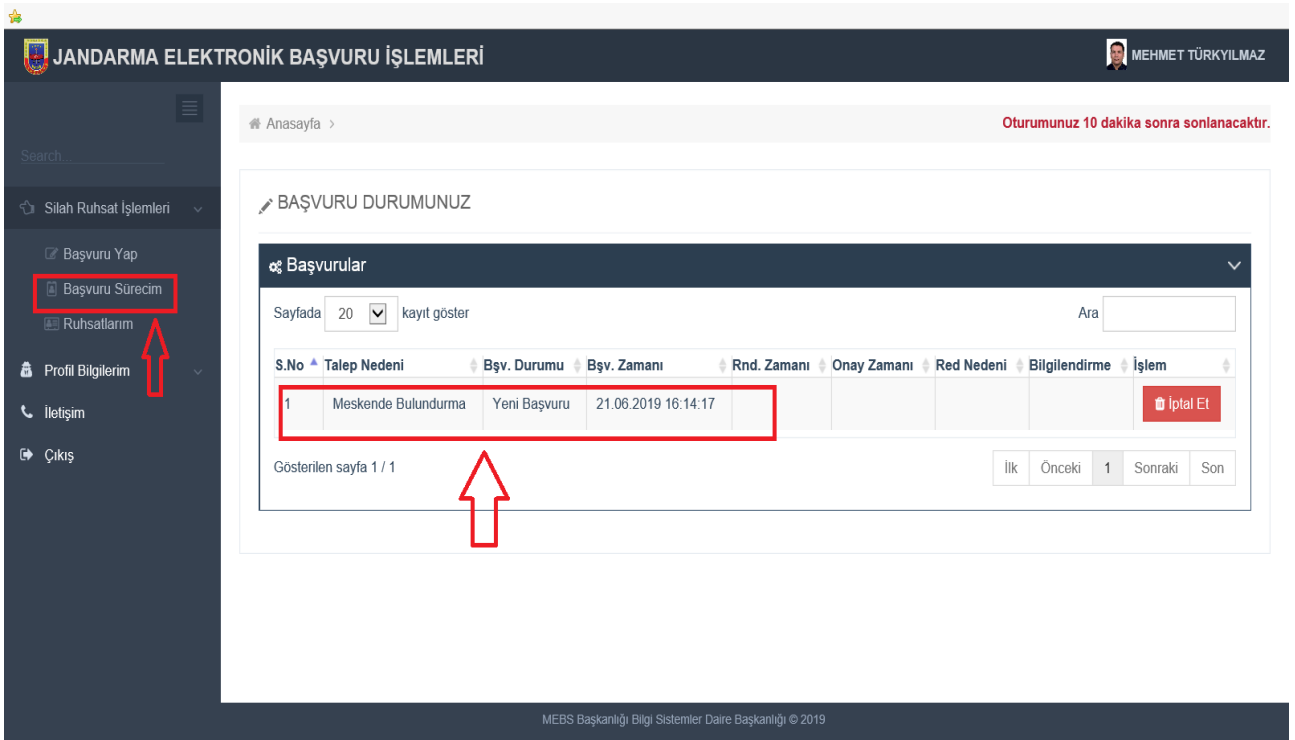 JANDARMA ELEKTRONİK BAŞVURU İŞLEMLERİ
MEHMET TÜRKYILMAZ
Anasayfa >
Oturumunuz 10 dakika sonra sonlanacaktır.
Search...
Silah Ruhsat İşlemleri
Başvuru Yap
Başvuru Sürecim
Ruhsatlarım
Profil Bilgilerim
İletişim
Çıkış
BAŞVURU DURUMUNUZ
Başvurular
Sayfada 20 kayıt göster
Ara
S.No Talep Nedeni Bşv. Durumu Bşv. Zamanı Rnd. Zamanı Onay Zamanı Red Nedeni Bilgilendirme İşlem
1 Meskende Bulundurma Yeni Başvuru 21.06.2019 16:14:17 İptal Et
Gösterilen sayfa 1 / 1
İlk Önceki 1 Sonraki Son
MEBS Başkanlığı Bilgi Sistemler Daire Başkanlığı © 2019